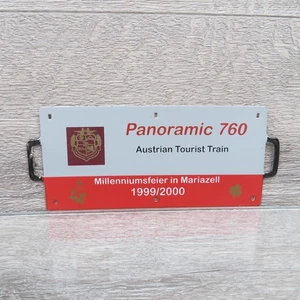 Panoramic 760
Austrian Tourist Train
Millenniumsfeier in Mariazell
1999/2000